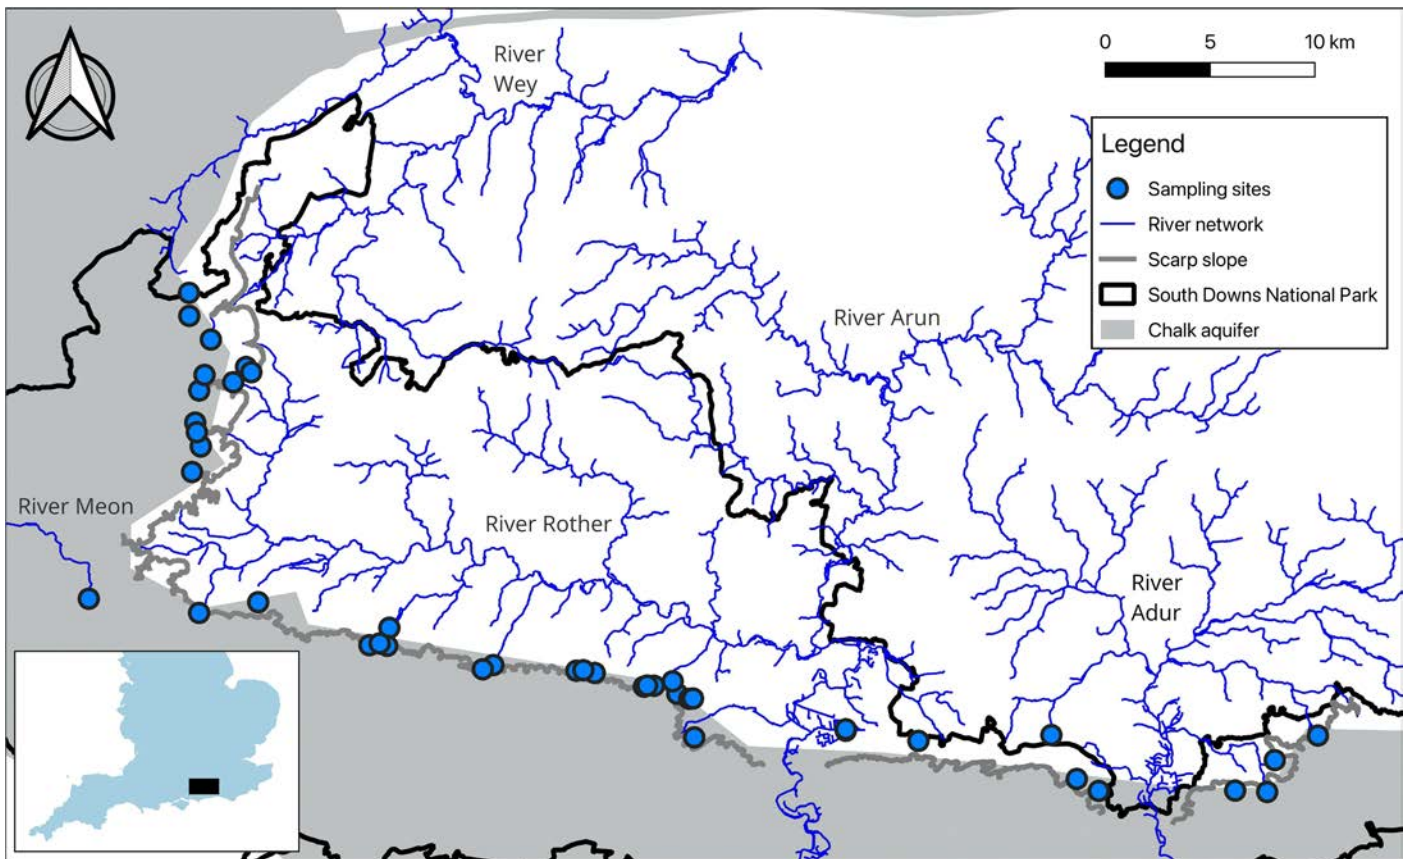 River
Wey
0 5 10 km
Legend
Sampling sites
River network
Scarp slope
South Downs National Park
Chalk aquifer
River Arun
River Meon
River Rother
River
Adur